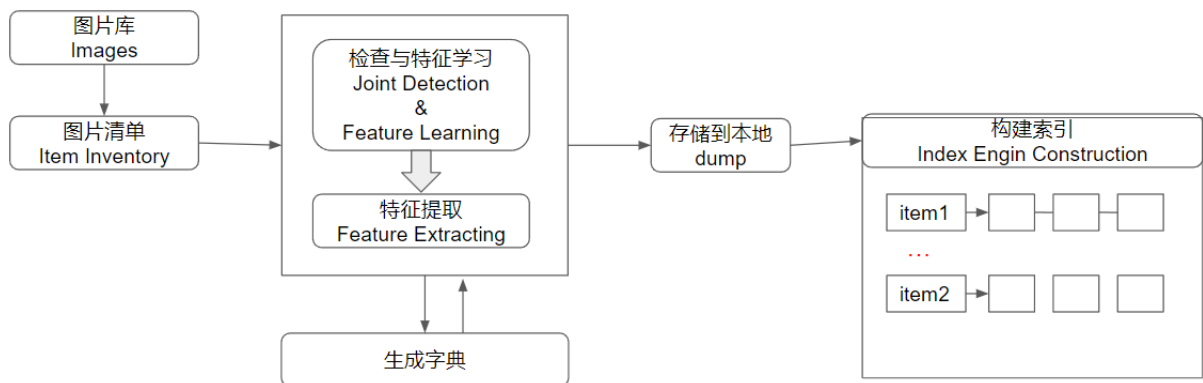 图片库
Images
图片清单
Item Inventory
检查与特征学习
Joint Detection
&
Feature Learning
特征提取
Feature Extracting
生成字典
存储到本地
dump
构建索引
Index Engin Construction
item1
...
item2